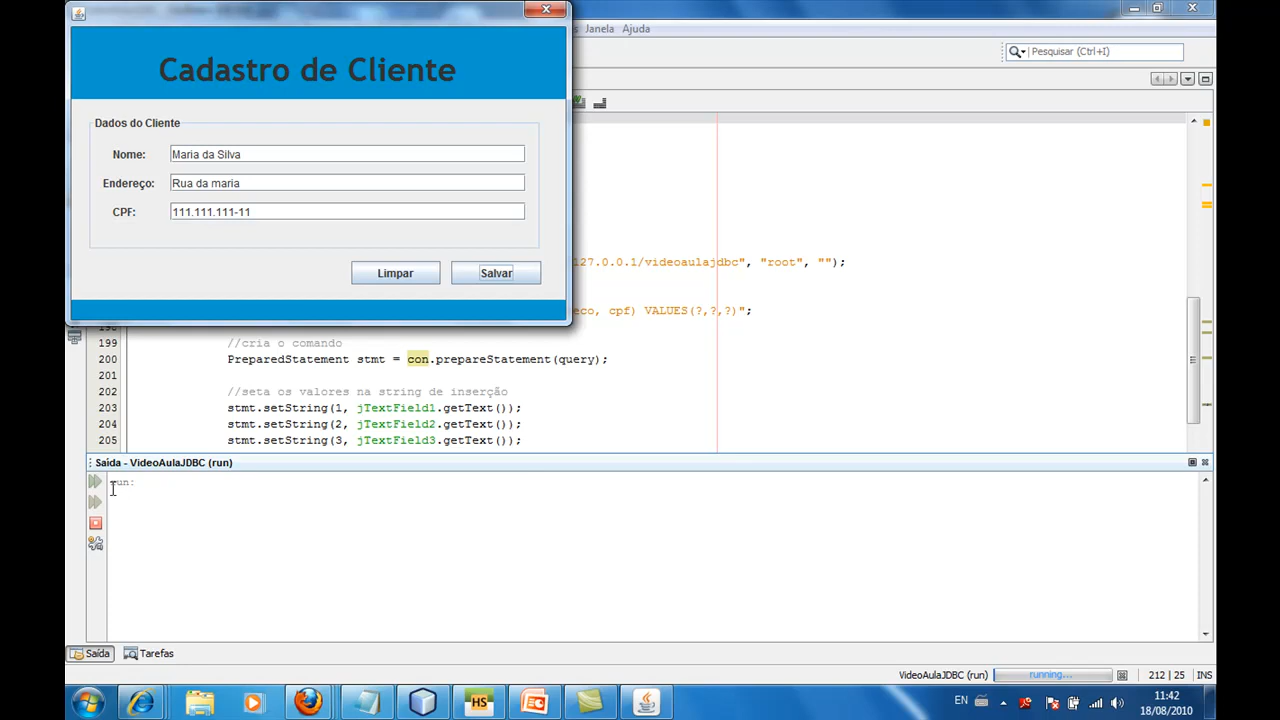 Cadastro de Cliente
Dados do Cliente
Nome: Maria da Silva
Endereço: Rua da maria
CPF: 111.111.111-11
Limpar Salvar
Janela Ajuda
Pesquisar (Ctrl+I)
127.0.0.1/videoaulajdbc", "root", "");
eco, cpf) VALUES(?,?,?)";
199 //cria o comando
200 PreparedStatement stmt = con.prepareStatement(query);
201
202 //seta os valores na string de inserção
203 stmt.setString(1, jTextField1.getText());
204 stmt.setString(2, jTextField2.getText());
205 stmt.setString(3, jTextField3.getText());
Saída - VideoAulaJDBC (run)
run:
Saída Tarefas
VideoAulaJDBC (run) running... 212 | 25 INS
HS
EN 11:42
18/08/2010